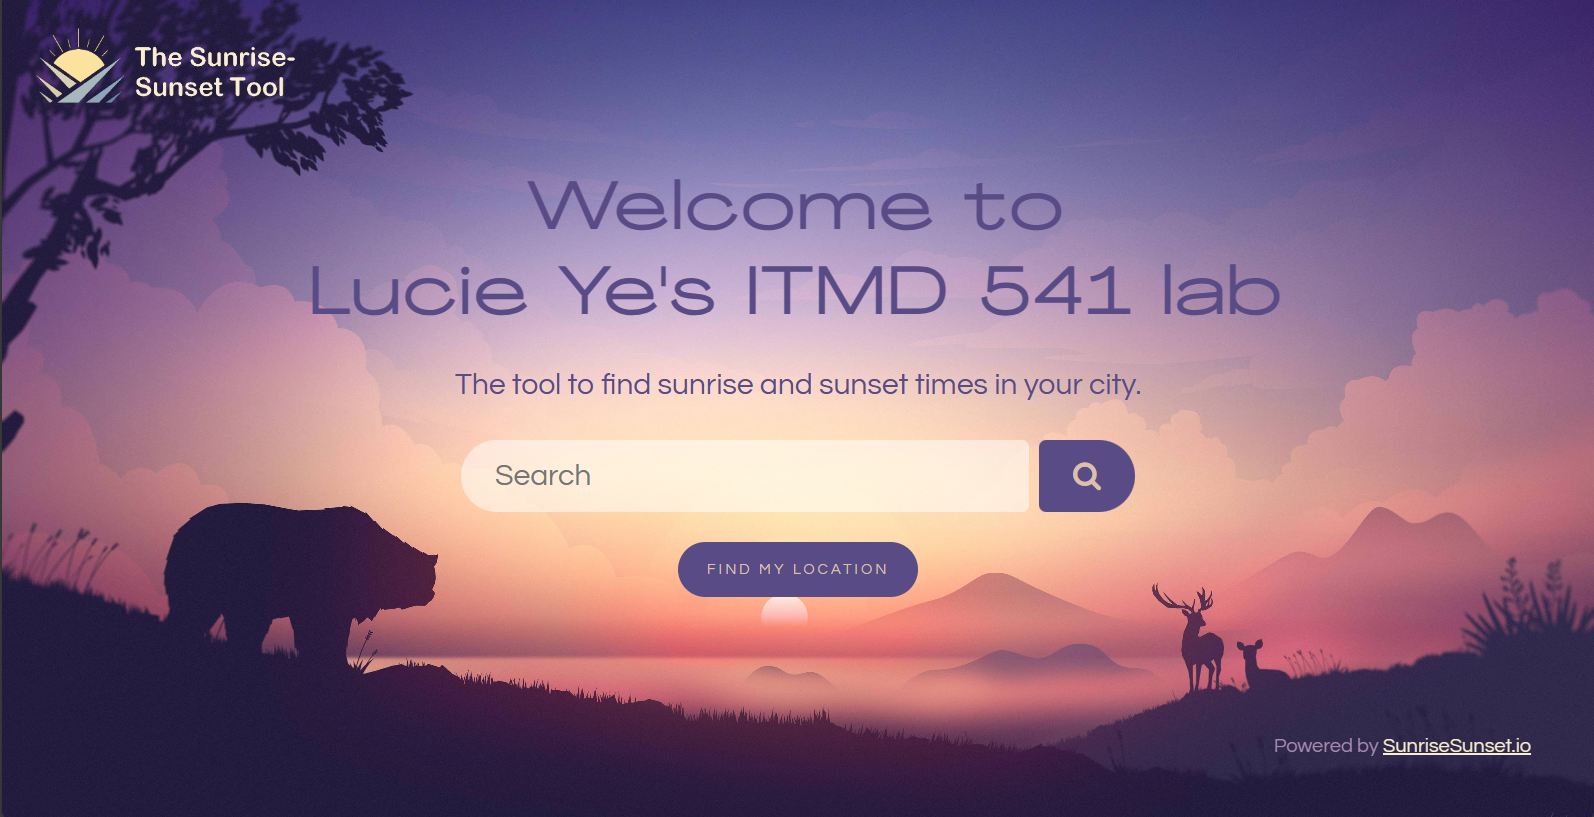 The Sunrise-
Sunset Tool
Welcome to
Lucie Ye's ITMD 541 lab
The tool to find sunrise and sunset times in your city.
Search
FIND MY LOCATION
Powered by SunriseSunset.io